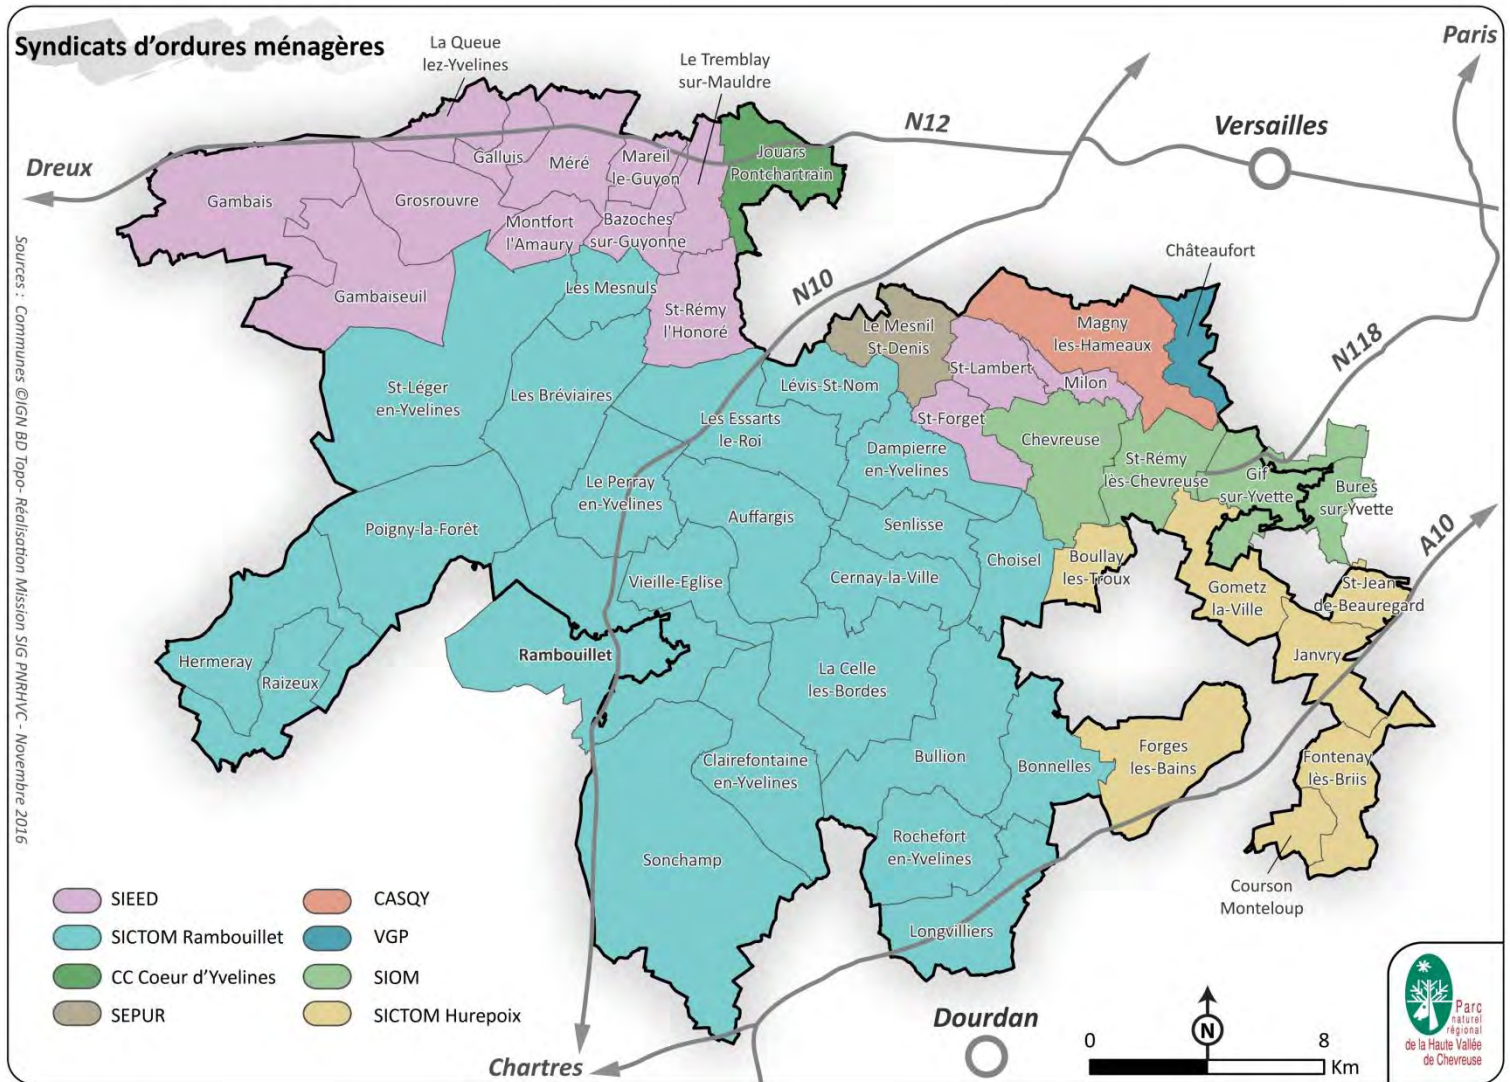 Syndicats d'ordures ménagères
La Queue
lez-Yvelines
Le Tremblay
sur-Mauldre
Paris
N12
Versailles
Dreux
Jouars
Pontchartrain
Galluis
Méré
Mareil
le-Guyon
Gambais
Grosrouvre
Montfort
l'Amaury
Bazoches
sur-Guyonne
Châteaufort
Gambaiseuil
Les Mesnuls
St-Rémy
l'Honoré
N10
Le Mesnil
St-Denis
Magny
les-Hameaux
N118
St-Lambert
Milon
St-Léger
en-Yvelines
Les Bréviaires
Lévis-St-Nom
Les Essarts
le-Roi
St-Forget
Chevreuse
Dampierre
en-Yvelines
St-Rémy
lès-Chevreuse
Gif
sur-Yvette
Bures
sur-Yvette
Le Perray
en-Yvelines
Auffargis
Senlisse
Poigny-la-Forêt
Choisel
Boullay
les-Troux
A10
Vieille-Eglise
Cernay-la-Ville
Gometz
la-Ville
St-Jean
de-Beauregard
Hermeray
Raizeux
Rambouillet
La Celle
les-Bordes
Janvry
Clairefontaine
en-Yvelines
Bullion
Bonnelles
Forges
les-Bains
Fontenay
lès-Briis
Sonchamp
Rochefort
en-Yvelines
Courson
Monteloup
Longvilliers
Sources : Communes ©IGN BD Topo- Réalisation Mission SIG PNRHVC - Novembre 2016
SIEED
SICTOM Rambouillet
CC Coeur d'Yvelines
SEPUR
CASQY
VGP
SIOM
SICTOM Hurepoix
Chartres
Dourdan
N
0 8
Km
Parc
naturel
régional
de la Haute Vallée
de Chevreuse